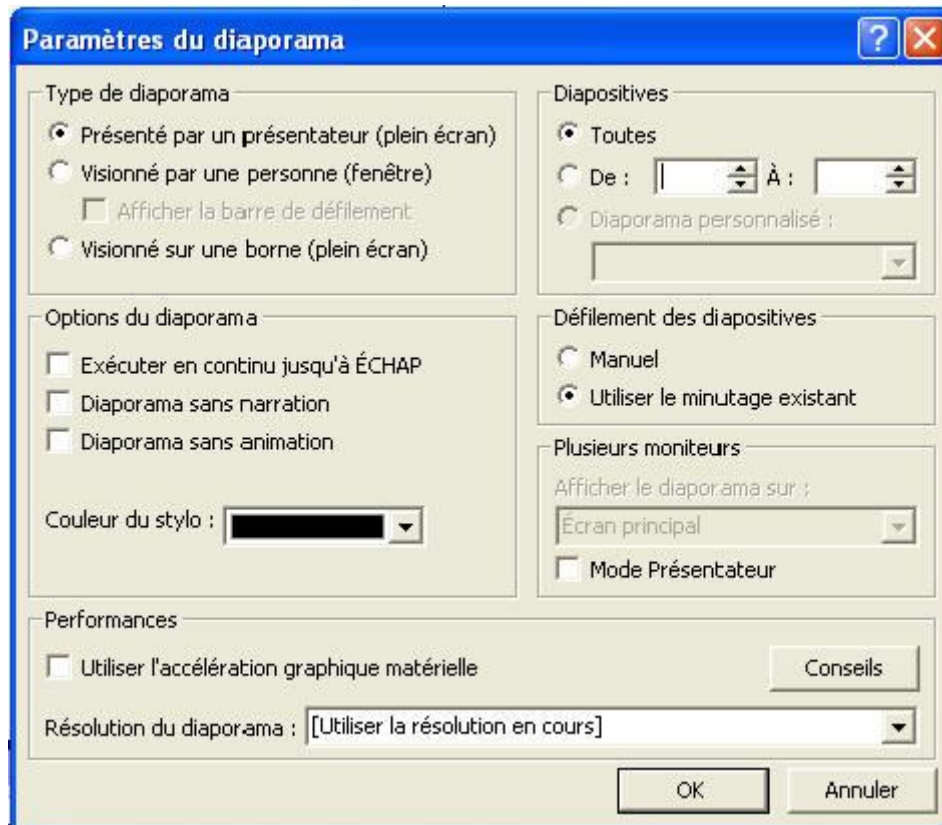 Paramètres du diaporama
Type de diaporama
Présenté par un présentateur (plein écran)
Visionné par une personne (fenêtre)
Afficher la barre de défilement
Visionné sur une borne (plein écran)
Diapositives
Toutes
De : À :
Diaporama personnalisé :
Options du diaporama
Exécuter en continu jusqu'à ÉCHAP
Diaporama sans narration
Diaporama sans animation
Couleur du stylo :
Défilement des diapositives
Manuel
Utiliser le minutage existant
Plusieurs moniteurs
Afficher le diaporama sur :
Écran principal
Mode Présentateur
Performances
Utiliser l'accélération graphique matérielle
Conseils
Résolution du diaporama : [Utiliser la résolution en cours]
OK Annuler